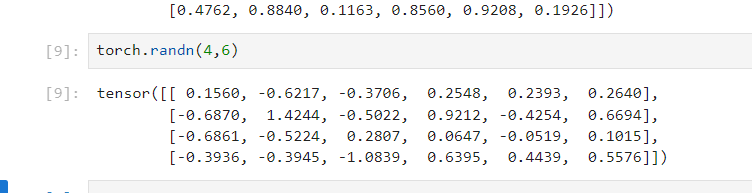 [0.4762, 0.8840, 0.1163, 0.8560, 0.9208, 0.1926]])
[9]: torch.randn(4,6)
[9]: tensor([[ 0.1560, -0.6217, -0.3706,  0.2548,  0.2393,  0.2640],
[-0.6870,  1.4244, -0.5022,  0.9212, -0.4254,  0.6694],
[-0.6861, -0.5224,  0.2807,  0.0647, -0.0519,  0.1015],
[-0.3936, -0.3945, -1.0839,  0.6395,  0.4439,  0.5576]])